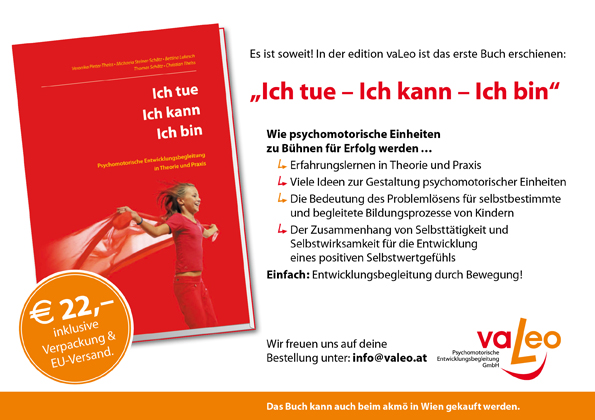 Es ist soweit! In der edition vaLeo ist das erste Buch erschienen:
„Ich tue – Ich kann – Ich bin“
Wie psychomotorische Einheiten
zu Bühnen für Erfolg werden …
Erfahrungslernen in Theorie und Praxis
Viele Ideen zur Gestaltung psychomotorischer Einheiten
Die Bedeutung des Problemlösens für selbstbestimmte
und begleitete Bildungsprozesse von Kindern
Der Zusammenhang von Selbsttätigkeit und
Selbstwirksamkeit für die Entwicklung
eines positiven Selbstwertgefühls
Einfach: Entwicklungsbegleitung durch Bewegung!
Ich tue
Ich kann
Ich bin
Psychomotorische Entwicklungsbegleitung
in Theorie und Praxis
€ 22,–
inklusive
Verpackung &
EU-Versand.
Wir freuen uns auf deine
Bestellung unter: info@valeo.at
vaLeo
Psychomotorische
Entwicklungsbegleitung
GmbH
Das Buch kann auch beim akmö in Wien gekauft werden.